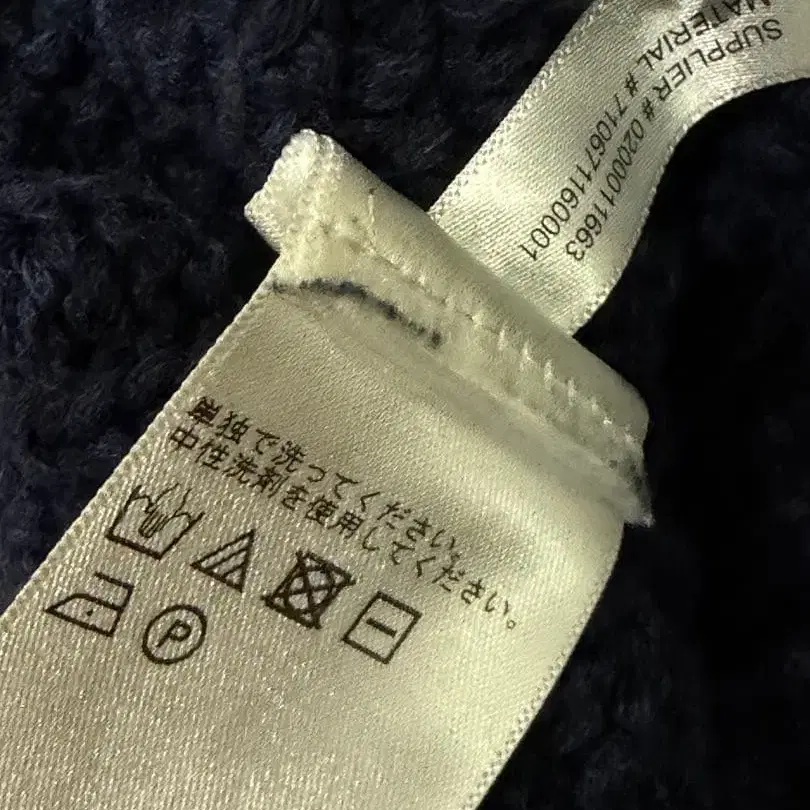 SUPPLIER # 0200011663
MATERIAL # 710671160001
単独で洗ってください。
中性洗剤を使用してください。
P